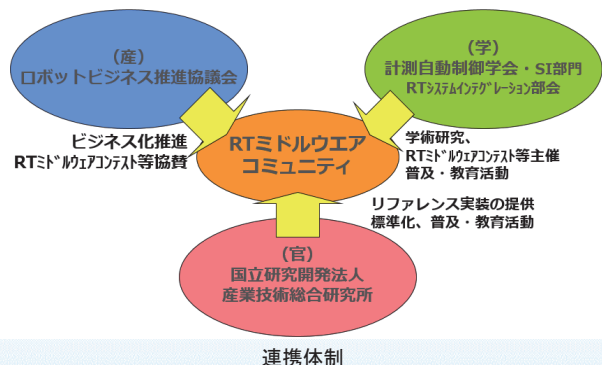 (産)
ロボットビジネス推進協議会
(学)
計測自動制御学会・SI部門
RTｼｽﾃﾑｲﾝﾃｸﾞﾚｰｼｮﾝ部会
ビジネス化推進
RTﾐﾄﾞﾙｳｪｱｺﾝﾃｽﾄ等協賛
RTミドルウエア
コミュニティ
学術研究、
RTﾐﾄﾞﾙｳｪｱｺﾝﾃｽﾄ等主催
普及・教育活動
リファレンス実装の提供
標準化、普及・教育活動
(官)
国立研究開発法人
産業技術総合研究所
連携体制